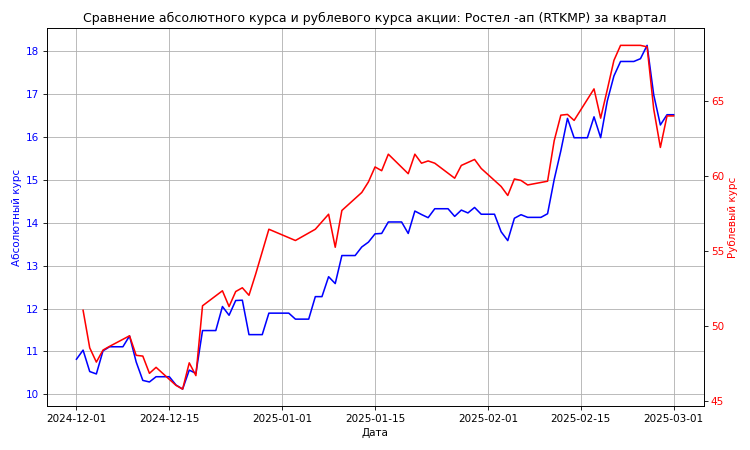 Сравнение абсолютного курса и рублевого курса акции: Ростел -ап (RTKMP) за квартал
18
17
16
15
14
13
12
11
10
Абсолютный курс
65
60
55
50
45
Рублевый курс
2024-12-01 2024-12-15 2025-01-01 2025-01-15 2025-02-01 2025-02-15 2025-03-01
Дата